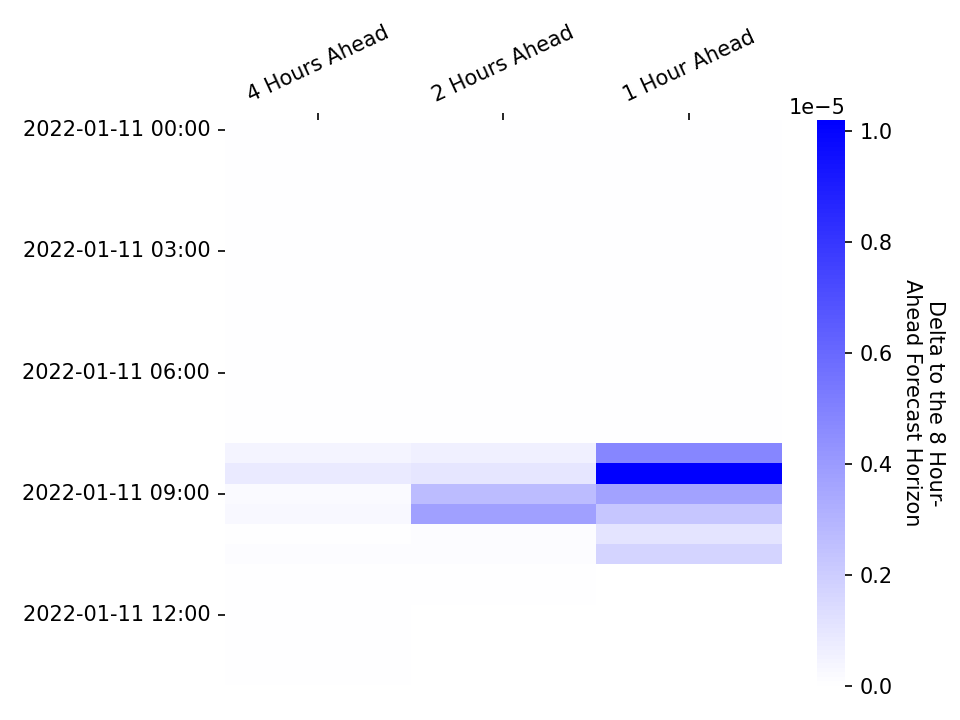 4 Hours Ahead
2 Hours Ahead
1 Hour Ahead
1e−5
2022-01-11 00:00
2022-01-11 03:00
2022-01-11 06:00
2022-01-11 09:00
2022-01-11 12:00
1.0
0.8
0.6
0.4
0.2
0.0
Delta to the 8 Hour-
Ahead Forecast Horizon